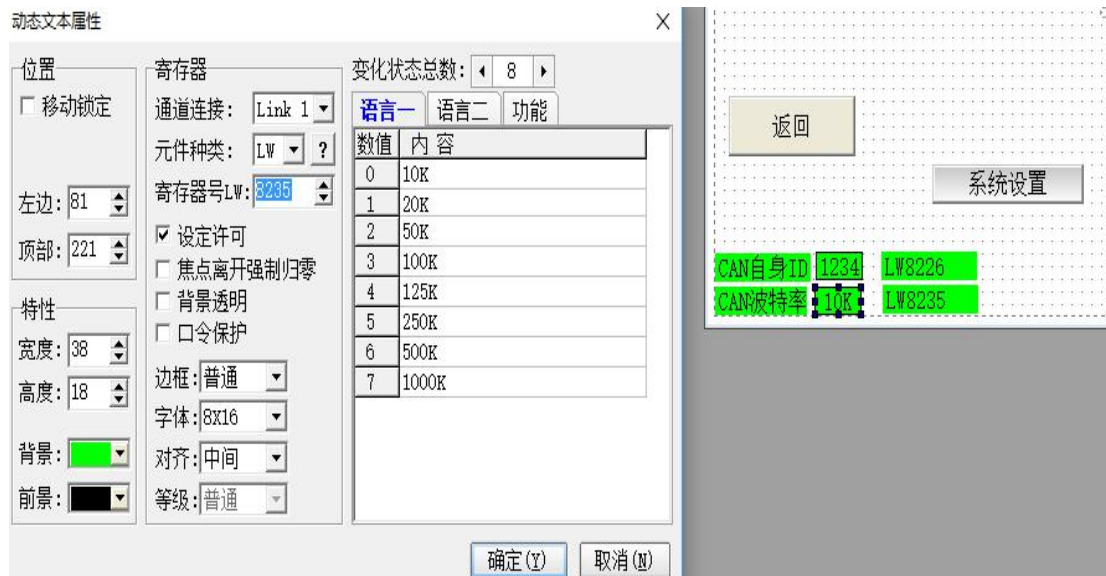 动态文本属性
位置
移动锁定
左边: 81
顶部: 221
特性
宽度: 38
高度: 18
背景:
前景:
寄存器
通道连接: Link 1
元件种类: LW ?
寄存器号LW: 8235
设定许可
焦点离开强制归零
背景透明
口令保护
边框: 普通
字体: 8X16
对齐: 中间
等级: 普通
变化状态总数: 8
语言一 语言二 功能
数值 内 容
0 10K
1 20K
2 50K
3 100K
4 125K
5 250K
6 500K
7 1000K
确定(Y) 取消(N)
返回
系统设置
CAN自身ID 1234 LW8226
CAN波特率 10K LW8235